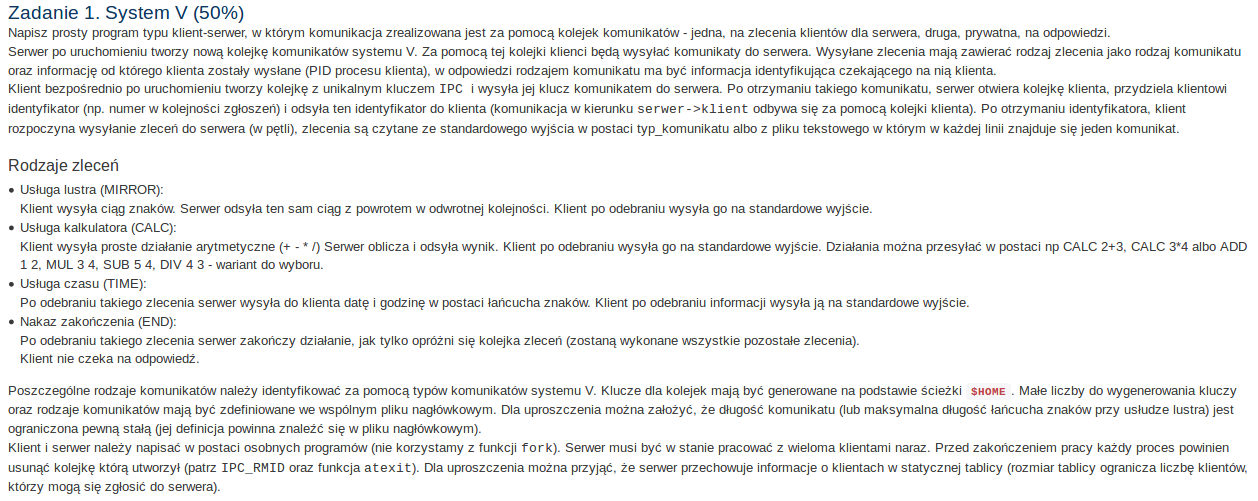 Zadanie 1. System V (50%)
Napisz prosty program typu klient-serwer, w którym komunikacja zrealizowana jest za pomocą kolejek komunikatów - jedna, na zlecenia klientów dla serwera, druga, prywatna, na odpowiedzi.
Serwer po uruchomieniu tworzy nową kolejkę komunikatów systemu V. Za pomocą tej kolejki klienci będą wysyłać komunikaty do serwera. Wysyłane zlecenia mają zawierać rodzaj zlecenia jako rodzaj komunikatu
oraz informację od którego klienta zostały wysłane (PID procesu klienta), w odpowiedzi rodzajem komunikatu ma być informacja identyfikująca czekającego na nią klienta.
Klient bezpośrednio po uruchomieniu tworzy kolejkę z unikalnym kluczem IPC i wysyła jej klucz komunikatem do serwera. Po otrzymaniu takiego komunikatu, serwer otwiera kolejkę klienta, przydziela klientowi
identyfikator (np. numer w kolejności zgłoszeń) i odsyła ten identyfikator do klienta (komunikacja w kierunku serwer->klient odbywa się za pomocą kolejki klienta). Po otrzymaniu identyfikatora, klient
rozpoczyna wysyłanie zleceń do serwera (w pętli), zlecenia są czytane ze standardowego wyjścia w postaci typ_komunikatu albo z pliku tekstowego w którym w każdej linii znajduje się jeden komunikat.
Rodzaje zleceń
• Usługa lustra (MIRROR):
Klient wysyła ciąg znaków. Serwer odsyła ten sam ciąg z powrotem w odwrotnej kolejności. Klient po odebraniu wysyła go na standardowe wyjście.
• Usługa kalkulatora (CALC):
Klient wysyła proste działanie arytmetyczne (+ - * /) Serwer oblicza i odsyła wynik. Klient po odebraniu wysyła go na standardowe wyjście. Działania można przesyłać w postaci np CALC 2+3, CALC 3*4 albo ADD
1 2, MUL 3 4, SUB 5 4, DIV 4 3 - wariant do wyboru.
• Usługa czasu (TIME):
Po odebraniu takiego zlecenia serwer wysyła do klienta datę i godzinę w postaci łańcucha znaków. Klient po odebraniu informacji wysyła ją na standardowe wyjście.
• Nakaz zakończenia (END):
Po odebraniu takiego zlecenia serwer zakończy działanie, jak tylko opróżni się kolejka zleceń (zostaną wykonane wszystkie pozostałe zlecenia).
Klient nie czeka na odpowiedź.
Poszczególne rodzaje komunikatów należy identyfikować za pomocą typów komunikatów systemu V. Klucze dla kolejek mają być generowane na podstawie ścieżki $HOME. Małe liczby do wygenerowania kluczy
oraz rodzaje komunikatów mają być zdefiniowane we wspólnym pliku nagłówkowym. Dla uproszczenia można założyć, że długość komunikatu (lub maksymalna długość łańcucha znaków przy usłudze lustra) jest
ograniczona pewną stałą (jej definicja powinna znaleźć się w pliku nagłówkowym).
Klient i serwer należy napisać w postaci osobnych programów (nie korzystamy z funkcji fork). Serwer musi być w stanie pracować z wieloma klientami naraz. Przed zakończeniem pracy każdy proces powinien
usunąć kolejkę którą utworzył (patrz IPC_RMID oraz funkcja atexit). Dla uproszczenia można przyjąć, że serwer przechowuje informacje o klientach w statycznej tablicy (rozmiar tablicy ogranicza liczbę klientów,
którzy mogą się zgłosić do serwera).